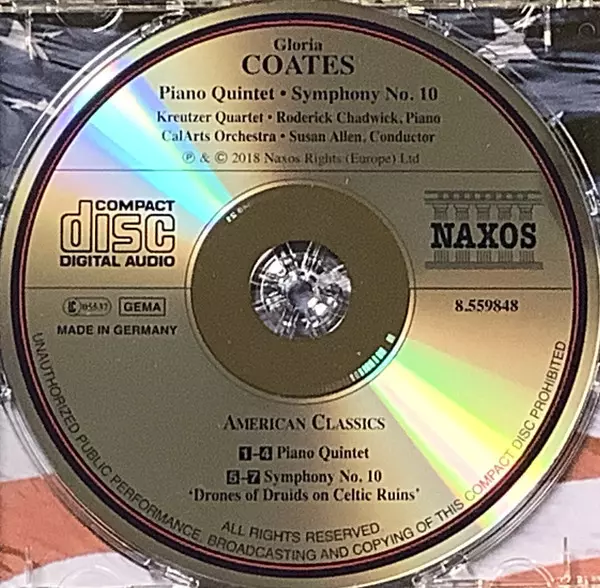 Gloria
COATES
Piano Quintet • Symphony No. 10
Kreutzer Quartet • Roderick Chadwick, Piano
CalArts Orchestra • Susan Allen, Conductor
℗ & © 2018 Naxos Rights (Europe) Ltd
COMPACT
disc
DIGITAL AUDIO
NAXOS
GEMA
8.559848
MADE IN GERMANY
AMERICAN CLASSICS
1-4 Piano Quintet
5-7 Symphony No. 10
‘Drones of Druids on Celtic Ruins’
ALL RIGHTS RESERVED
UNAUTHORIZED PUBLIC PERFORMANCE, BROADCASTING AND COPYING OF THIS COMPACT DISC PROHIBITED